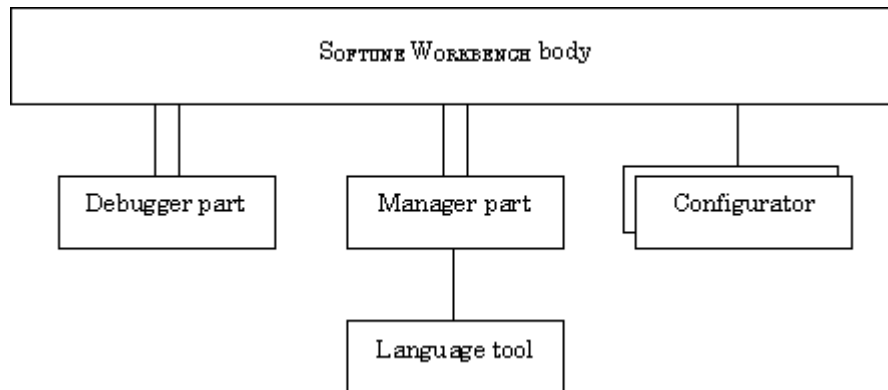 SOFTUNE WORKBENCH body
Debugger part
Manager part
Configurator
Language tool